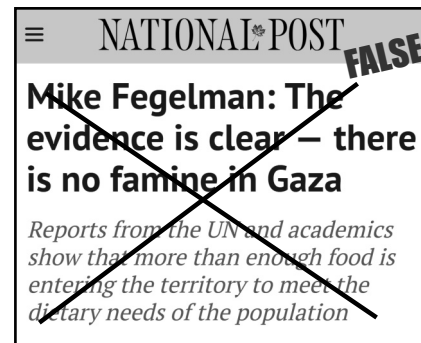 NATIONAL POST
FALSE
Mike Fegelman: The
evidence is clear — there
is no famine in Gaza
Reports from the UN and academics
show that more than enough food is
entering the territory to meet the
dietary needs of the population